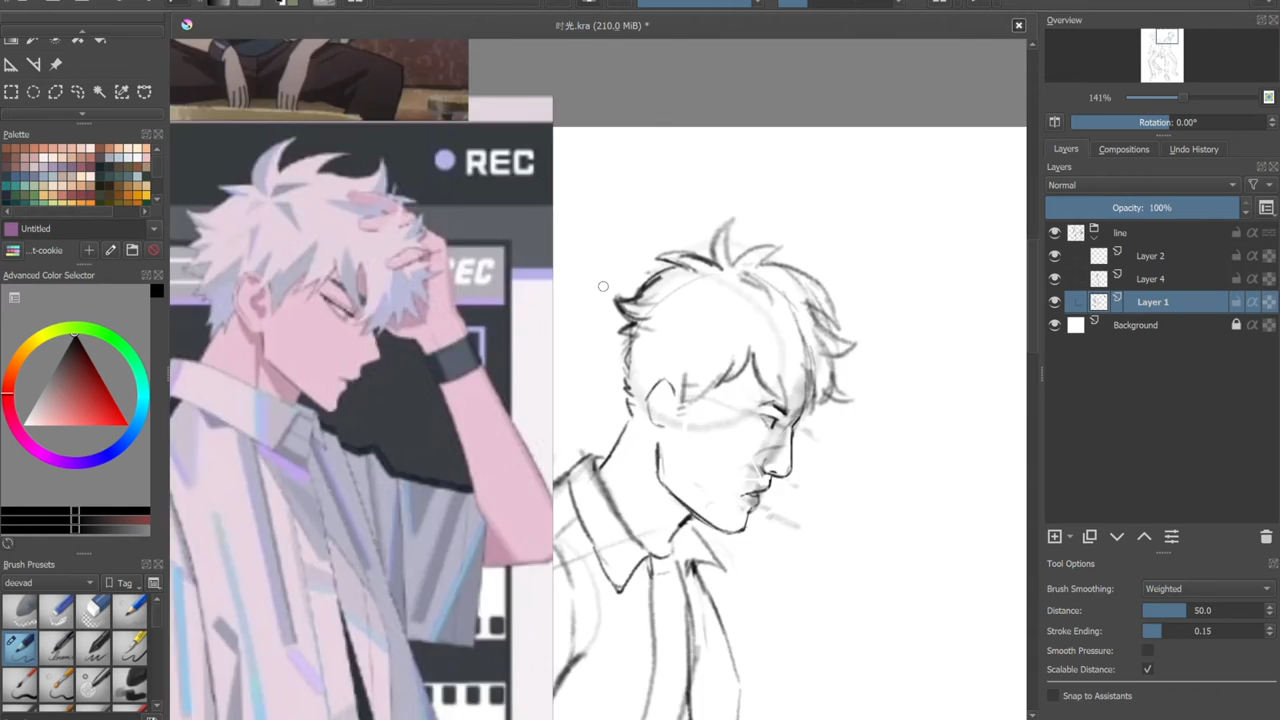 时光.kra (210.0 MiB) *
Overview
141%
Rotation: 0.00°
Layers
Compositions
Undo History
Layers
Normal
Opacity: 100%
line
Layer 2
Layer 4
Layer 1
Background
Tool Options
Brush Smoothing:
Weighted
Distance:
50.0
Stroke Ending:
0.15
Smooth Pressure:
Scalable Distance:
Snap to Assistants
Palette
Untitled
...t-cookie
Advanced Color Selector
Brush Presets
deevad
Tag
REC
EC